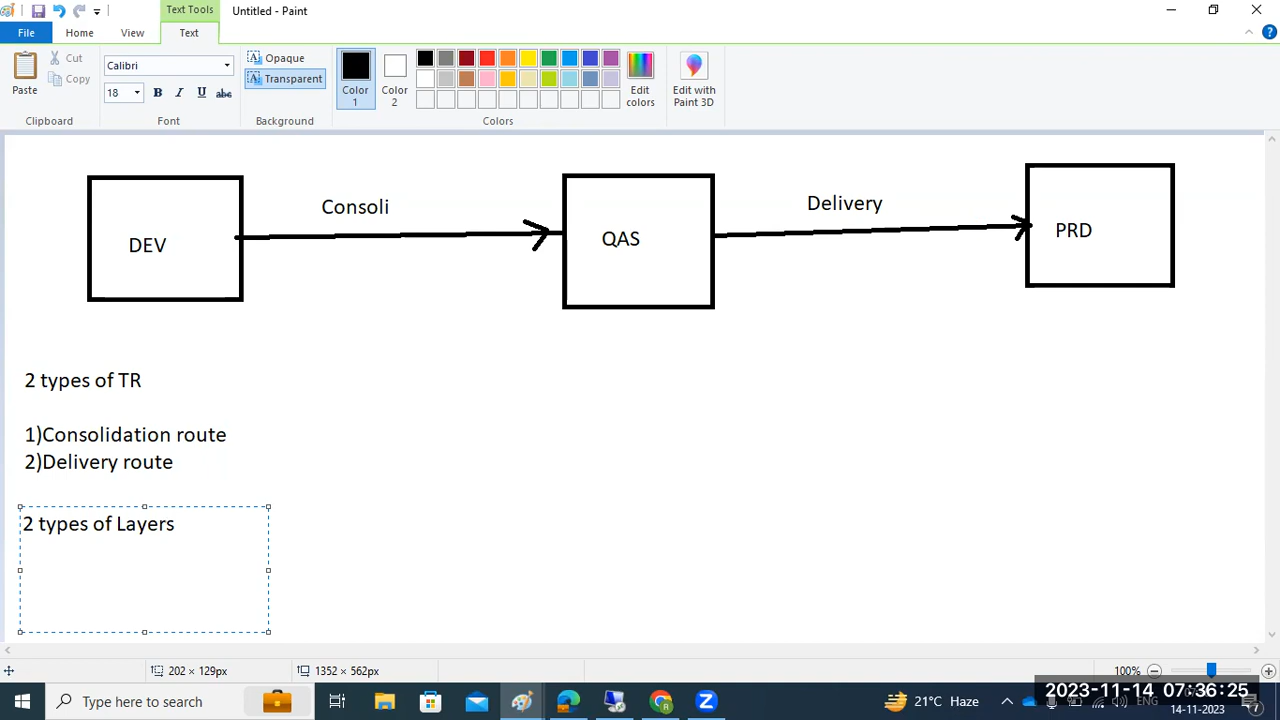 Text Tools
Untitled - Paint
File
Home
View
Text
Paste
Cut
Copy
Clipboard
Calibri
18
B I U abc
Font
Opaque
Transparent
Background
Color 1
Color 2
Edit colors
Colors
Edit with Paint 3D
DEV
Consoli
QAS
Delivery
PRD
2 types of TR
1)Consolidation route
2)Delivery route
2 types of Layers
202 × 129px
1352 × 562px
100%
Type here to search
21°C Haze
ENG
2023-11-14 07:36:25
14-11-2023